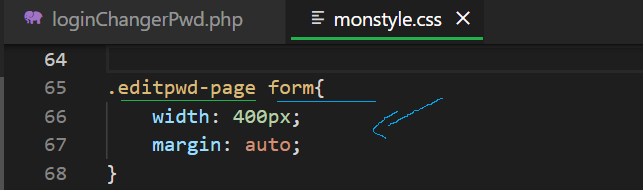 loginChangerPwd.php monstyle.css
64
65 .editpwd-page form{
66 width: 400px;
67 margin: auto;
68 }